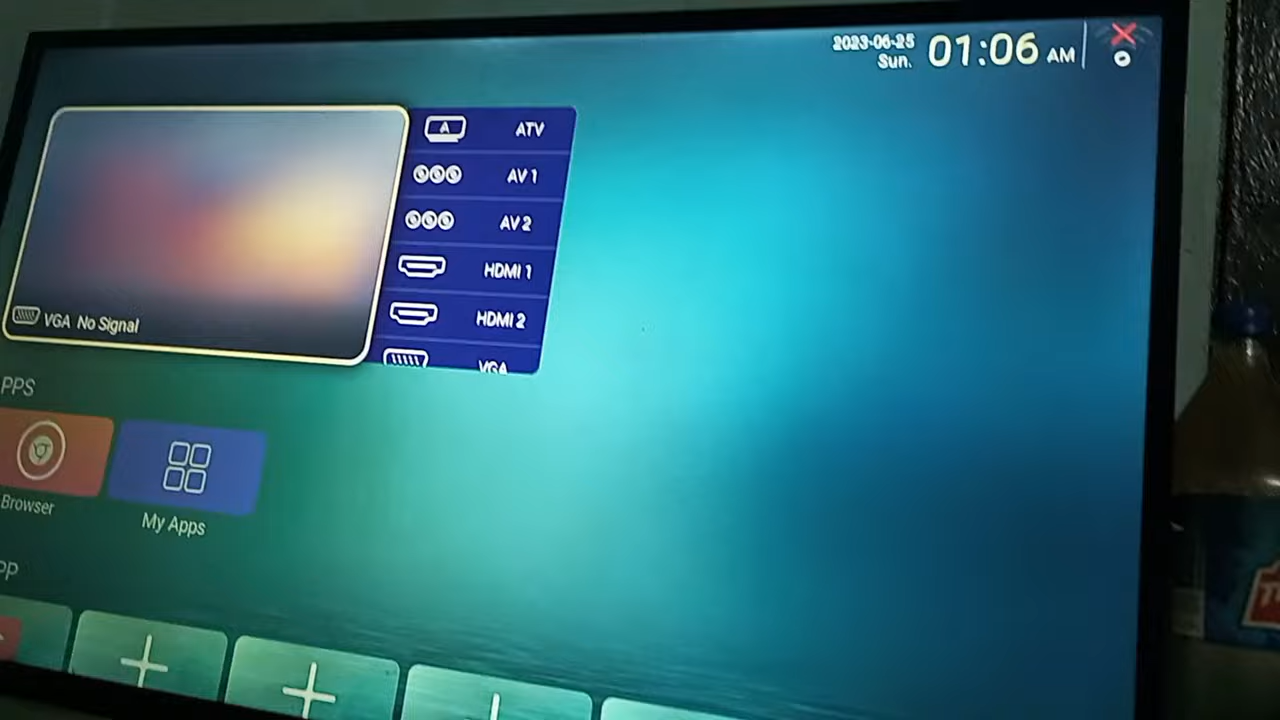 2023-06-25
Sun.
01:06 AM
ATV
AV 1
AV 2
HDMI 1
HDMI 2
VGA
VGA No Signal
PPS
Browser
My Apps
PP